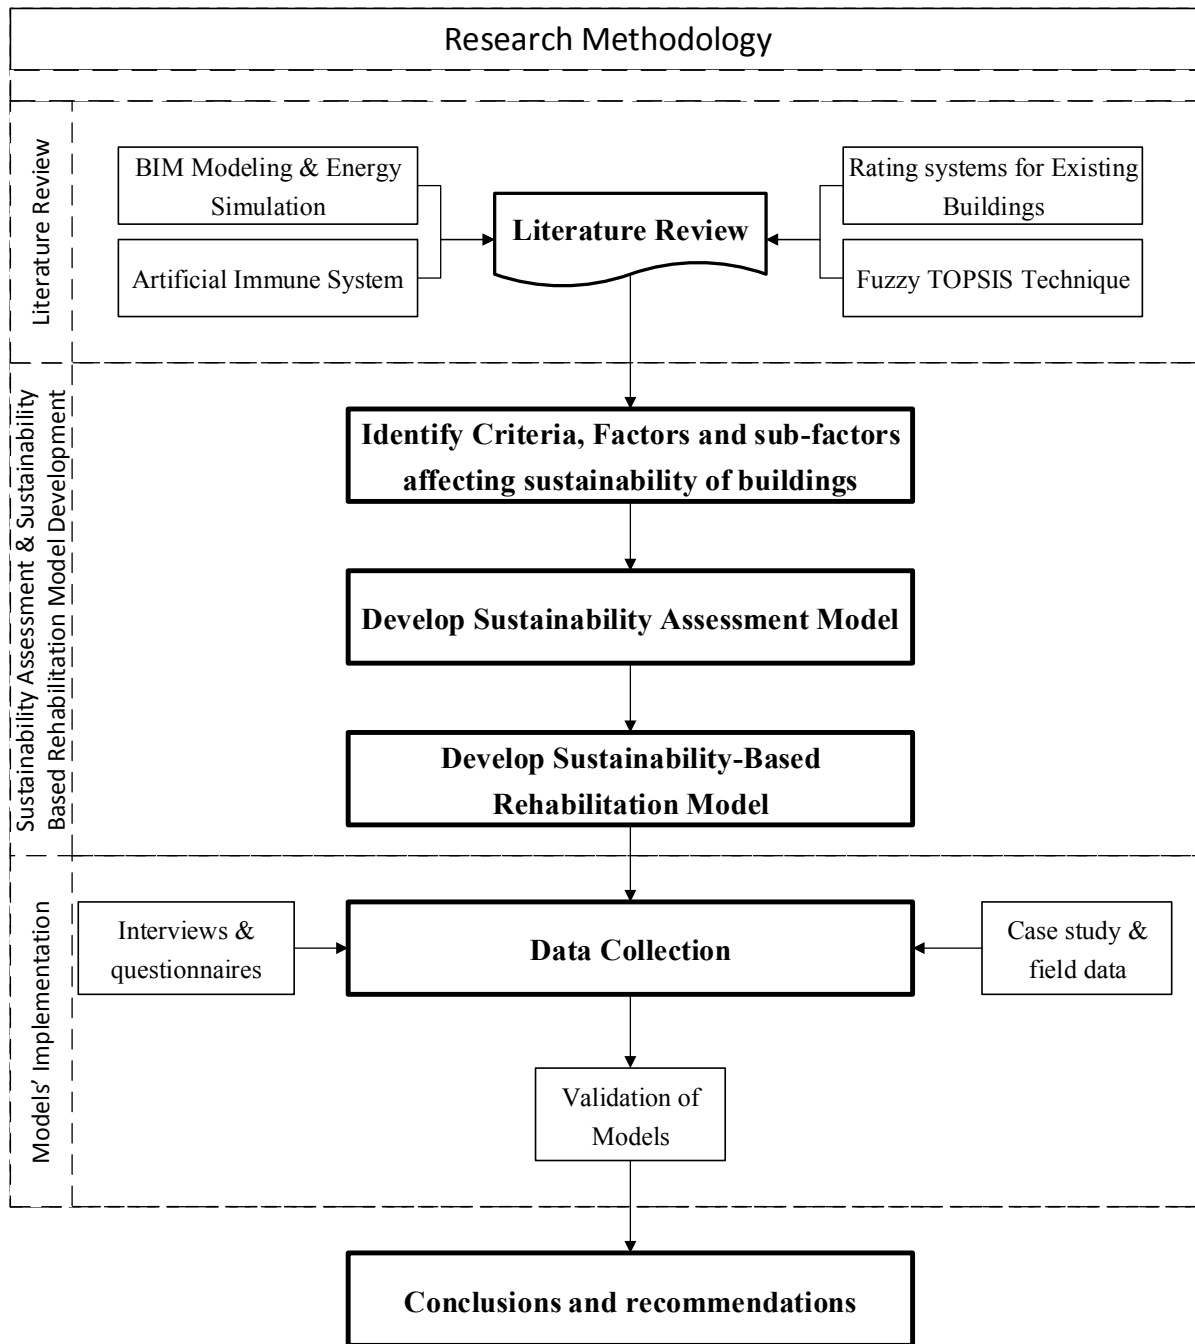 Research Methodology
Literature Review
BIM Modeling & Energy
Simulation
Artificial Immune System
Literature Review
Rating systems for Existing
Buildings
Fuzzy TOPSIS Technique
Sustainability Assessment & Sustainability
Based Rehabilitation Model Development
Identify Criteria, Factors and sub-factors
affecting sustainability of buildings
Develop Sustainability Assessment Model
Develop Sustainability-Based
Rehabilitation Model
Models’ Implementation
Interviews &
questionnaires
Data Collection
Case study &
field data
Validation of
Models
Conclusions and recommendations